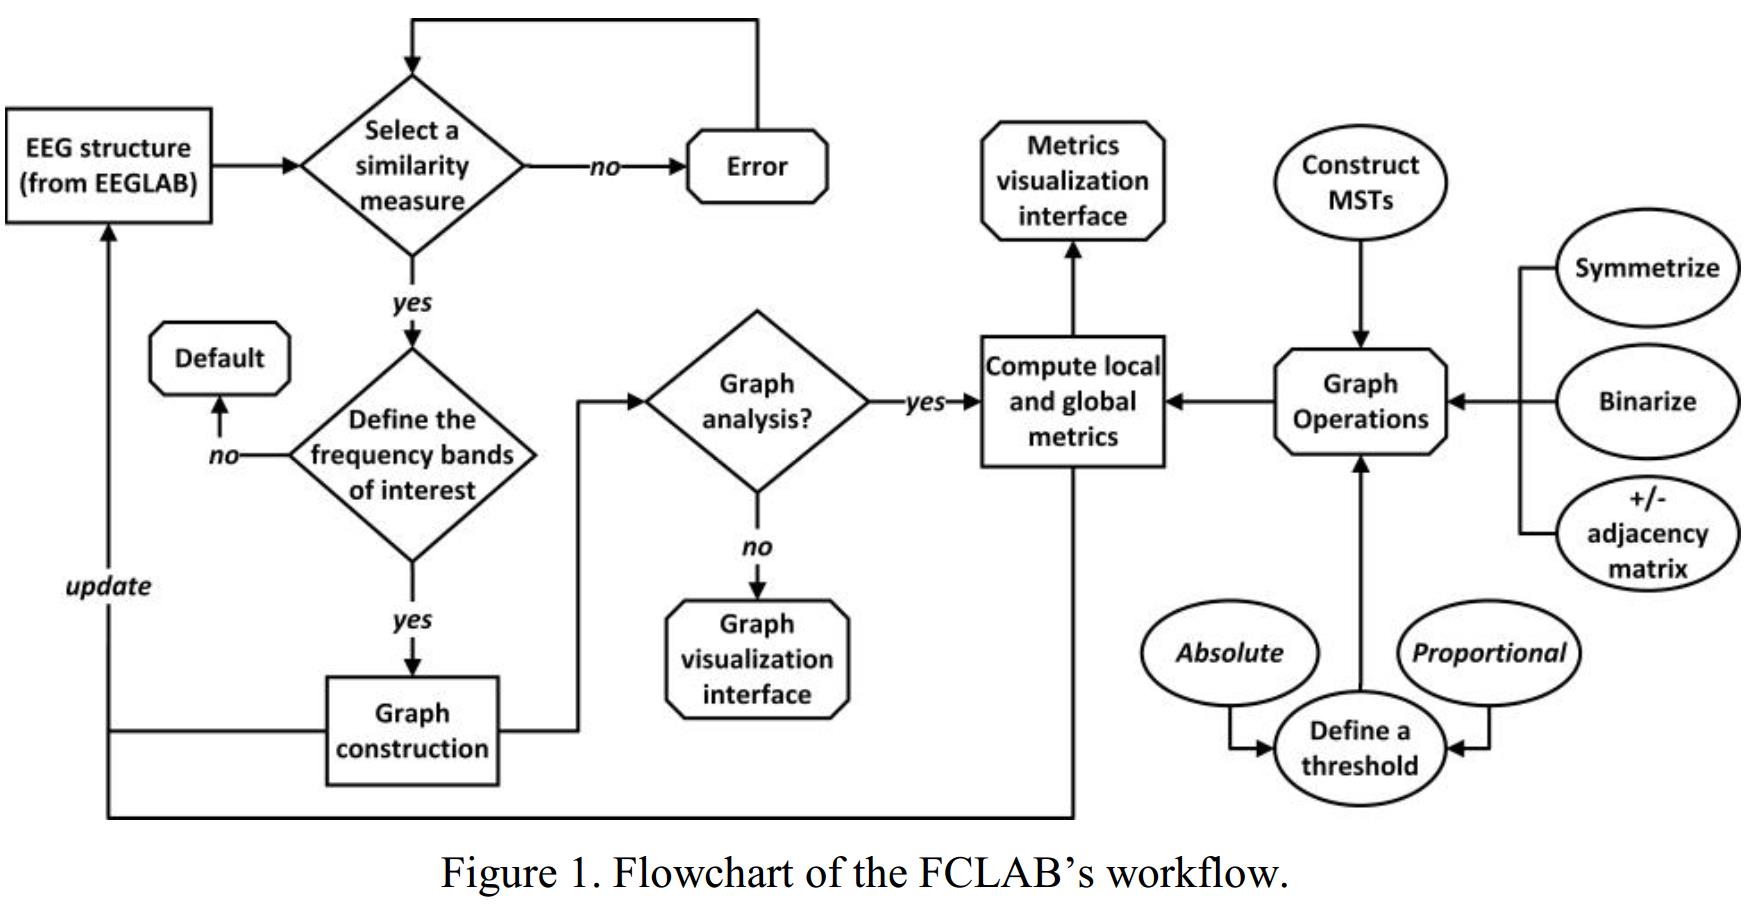 EEG structure
(from EEGLAB)
Select a
similarity
measure
no
Error
yes
Default
no
Define the
frequency bands
of interest
yes
update
Graph
construction
Graph
analysis?
yes
no
Graph
visualization
interface
Metrics
visualization
interface
Compute local
and global
metrics
Construct
MSTs
Graph
Operations
Symmetrize
Binarize
+/-
adjacency
matrix
Absolute
Proportional
Define a
threshold
Figure 1. Flowchart of the FCLAB’s workflow.